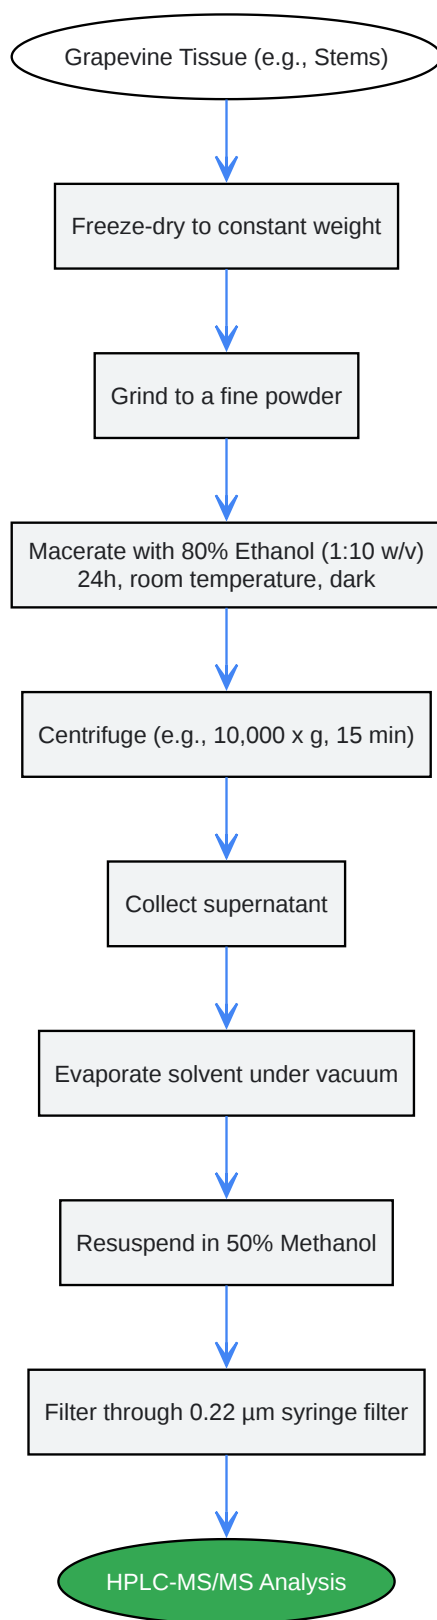 Grapevine Tissue (e.g., Stems)
Freeze-dry to constant weight
Grind to a fine powder
Macerate with 80% Ethanol (1:10 w/v)
24h, room temperature, dark
Centrifuge (e.g., 10,000 x g, 15 min)
Collect supernatant
Evaporate solvent under vacuum
Resuspend in 50% Methanol
Filter through 0.22 µm syringe filter
HPLC-MS/MS Analysis